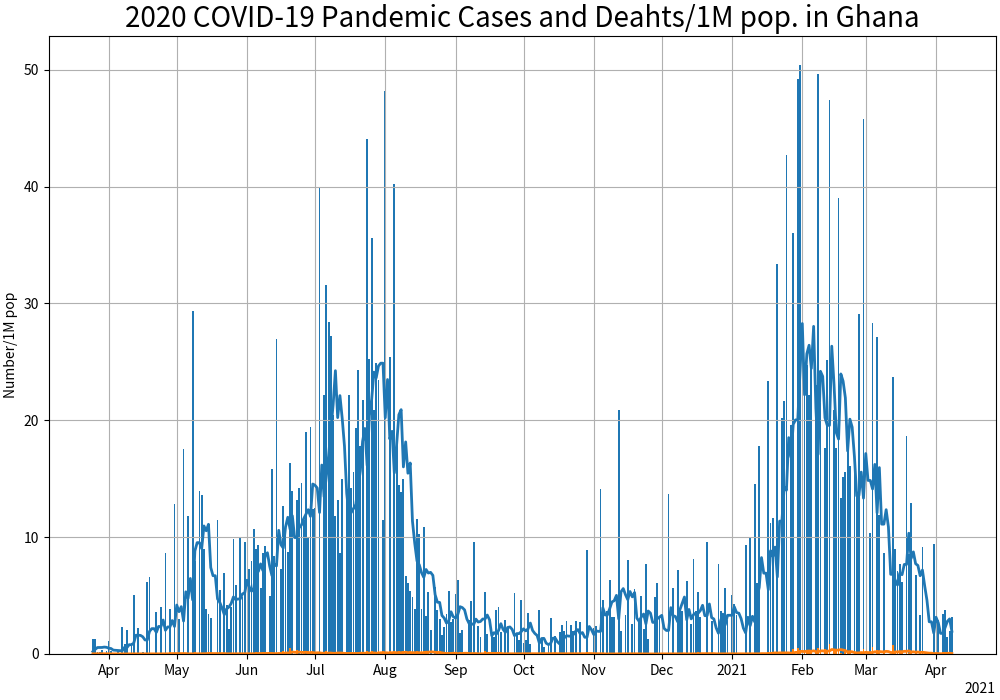 2020 COVID-19 Pandemic Cases and Deahts/1M pop. in Ghana
Number/1M pop
50
40
30
20
10
0
Apr May Jun Jul Aug Sep Oct Nov Dec 2021 Feb Mar Apr
2021